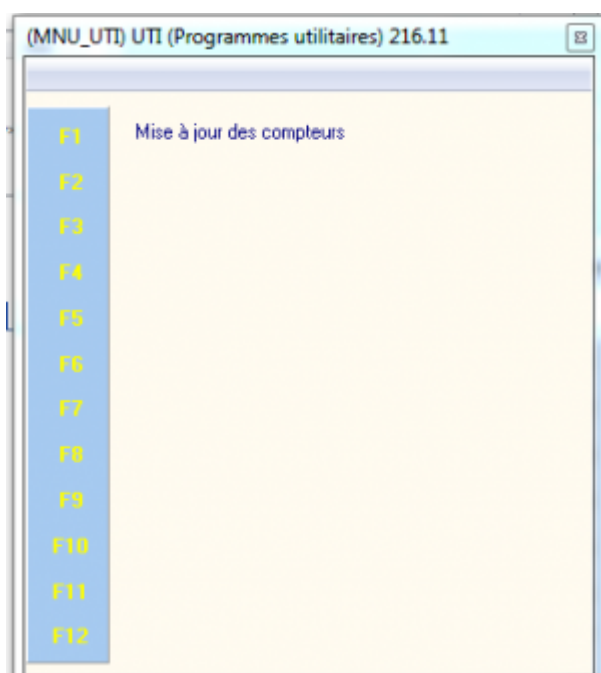 (MNU_UTI) UTI (Programmes utilitaires) 216.11
F1 Mise à jour des compteurs
F2
F3
F4
F5
F6
F7
F8
F9
F10
F11
F12